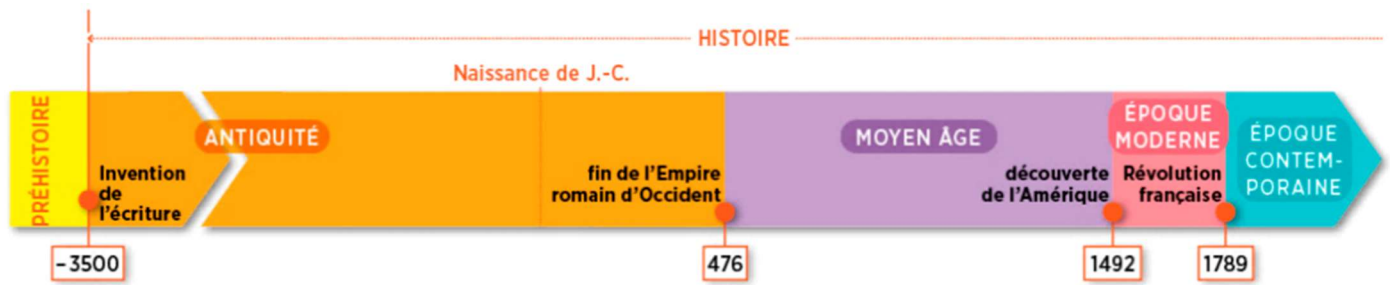 HISTOIRE
Naissance de J.-C.
PRÉHISTOIRE
ANTIQUITÉ
MOYEN ÂGE
ÉPOQUE
MODERNE
ÉPOQUE
CONTEM-
PORAINE
Invention
de
l'écriture
fin de l'Empire
romain d'Occident
découverte
de l'Amérique
Révolution
française
–3500
476
1492
1789